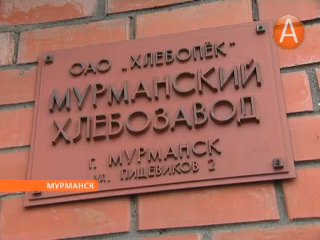 А
ОАО „ХЛЕБОПЁК"
МУРМАНСКИЙ
ХЛЕБОЗАВОД
Г. МУРМАНСК
УЛ. ПИЩЕВИКОВ 2
МУРМАНСК